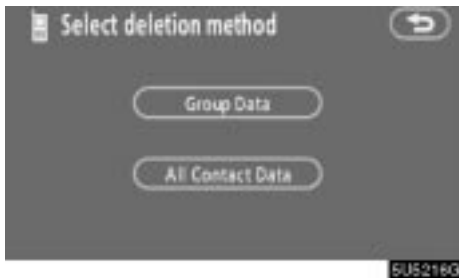 Select deletion method
Group Data
All Contact Data
5U5216G